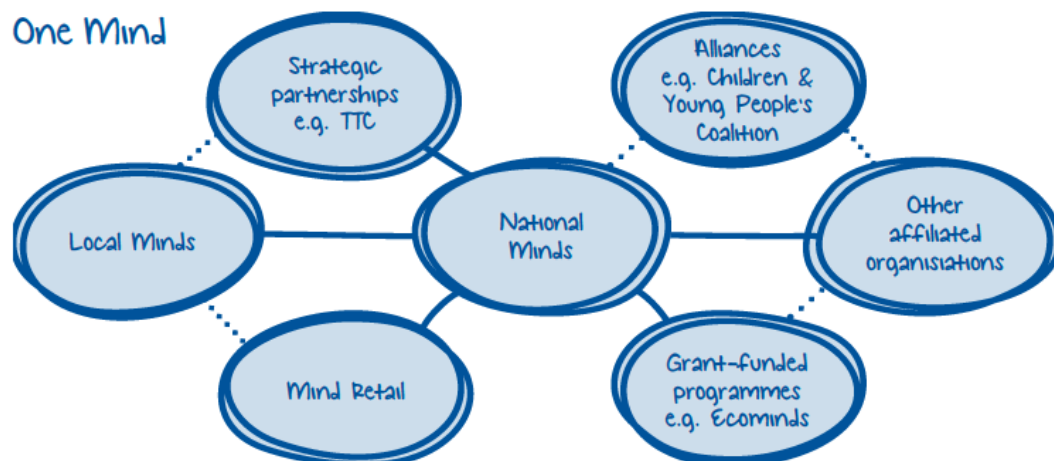 One Mind
Strategic
partnerships
e.g. TTC
Alliances
e.g. Children &
Young People's
Coalition
Local Minds
National
Minds
Other
affiliated
organisiations
Mind Retail
Grant-funded
programmes
e.g. Ecominds